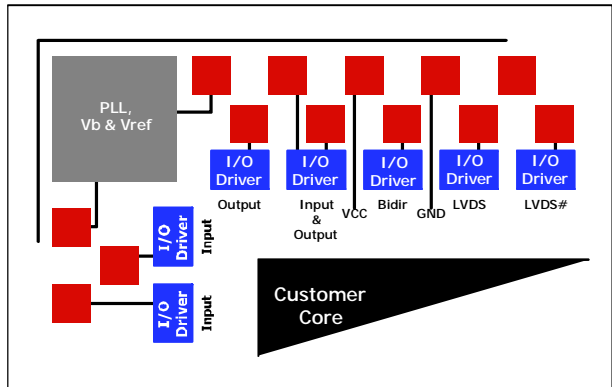 PLL,
Vb & Vref
I/O
Driver
I/O
Driver
I/O
Driver
I/O
Driver
I/O
Driver
Output
Input
&
Output
VCC
Bidir
GND
LVDS
LVDS#
I/O
Driver
Input
I/O
Driver
Input
Customer
Core